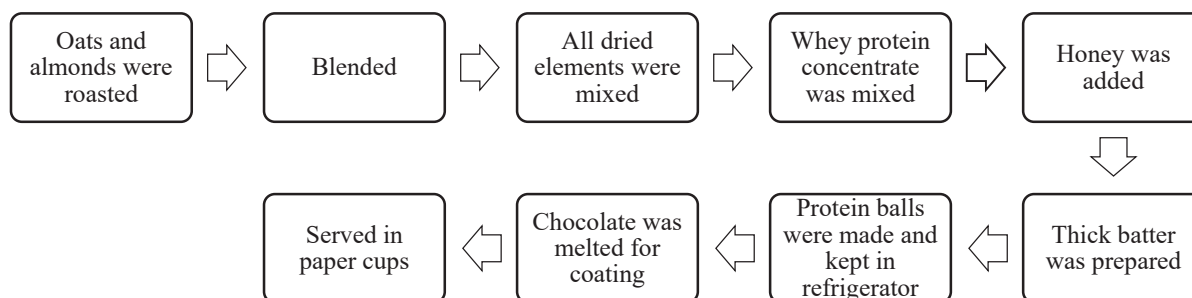 Oats and
almonds were
roasted
Blended
All dried
elements were
mixed
Whey protein
concentrate
was mixed
Honey was
added
Thick batter
was prepared
Protein balls
were made and
kept in
refrigerator
Chocolate was
melted for
coating
Served in
paper cups